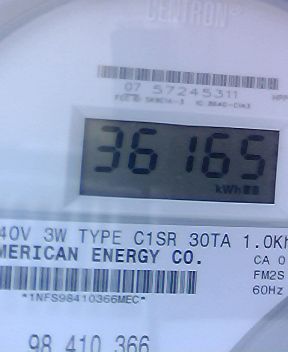 CENTRON®
07 57245311
36165
kWh
40V 3W TYPE C1SR 30TA 1.0Kh
MERICAN ENERGY CO.
CA 0
FM2S
60Hz
*1NFS98410366MEC*
98 410 366